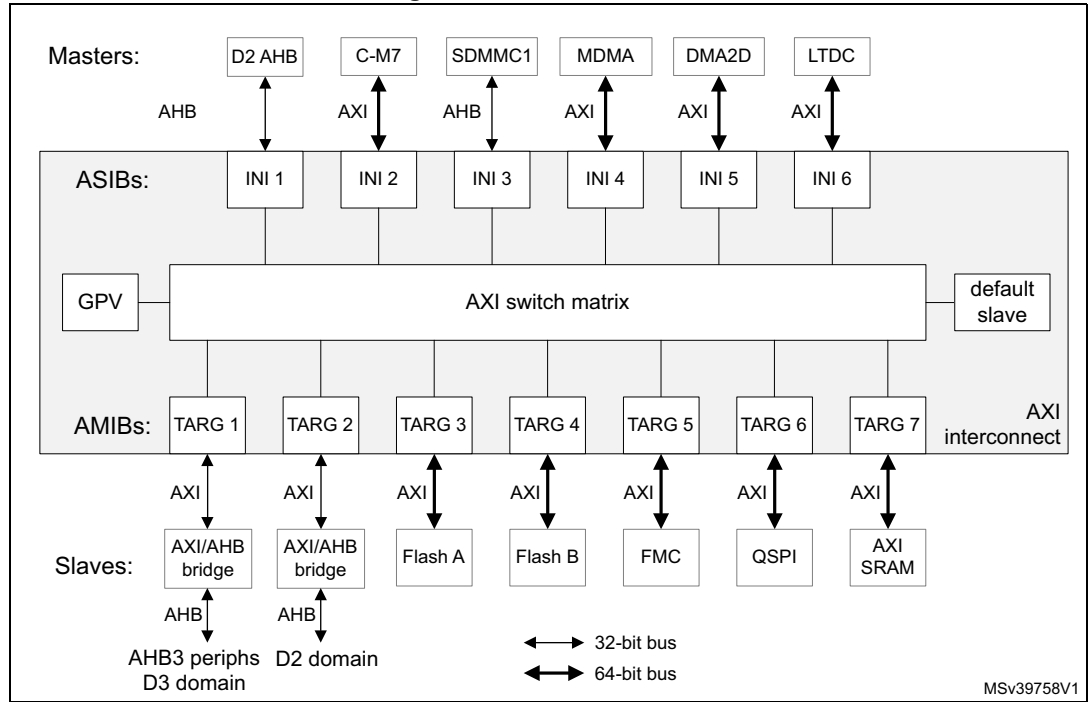 Masters: D2 AHB C-M7 SDMMC1 MDMA DMA2D LTDC
AHB AXI AHB AXI AXI AXI
ASIBs: INI 1 INI 2 INI 3 INI 4 INI 5 INI 6
GPV AXI switch matrix default
slave
AMIBs: TARG 1 TARG 2 TARG 3 TARG 4 TARG 5 TARG 6 TARG 7 AXI
interconnect
AXI AXI AXI AXI AXI AXI AXI
Slaves: AXI/AHB
bridge AXI/AHB
bridge Flash A Flash B FMC QSPI AXI
SRAM
AHB AHB
AHB3 periphs
D3 domain
D2 domain
32-bit bus
64-bit bus
MSv39758V1